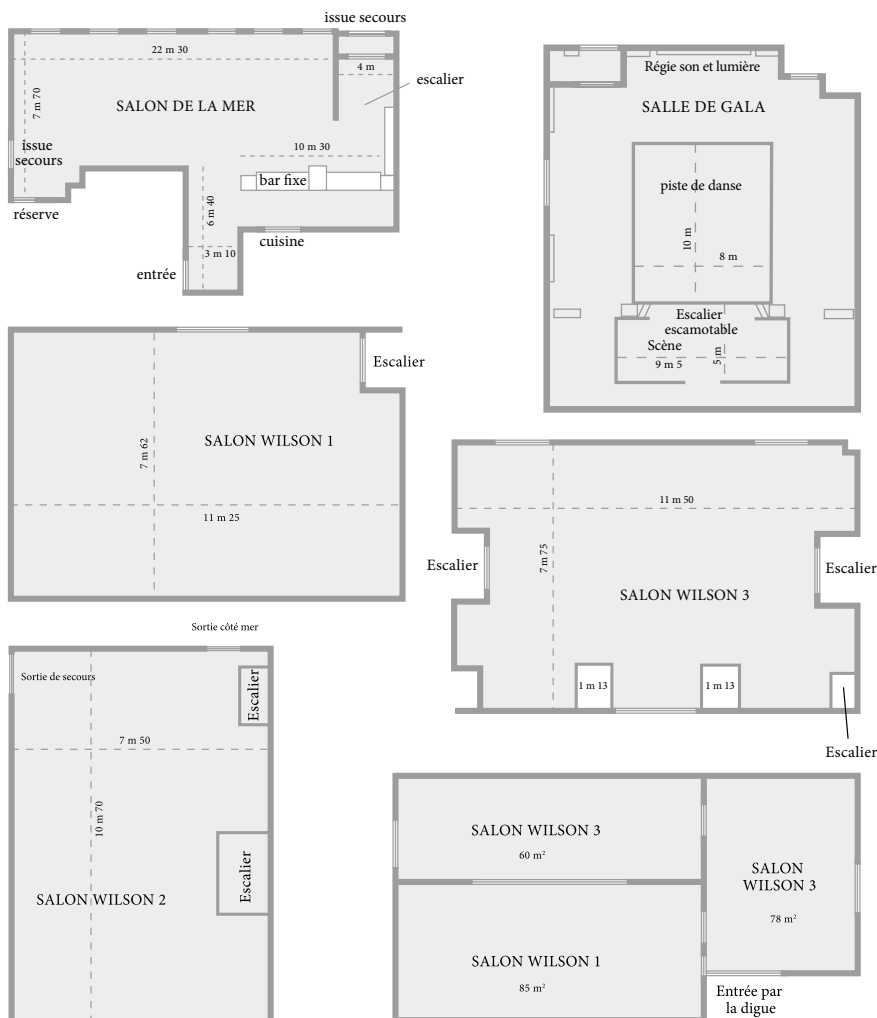 issue secours
22 m 30
4 m
escalier
7 m 70
SALON DE LA MER
issue
secours
10 m 30
bar fixe
réserve
6 m 40
cuisine
3 m 10
entrée
Régie son et lumière
SALLE DE GALA
piste de danse
10 m
8 m
Escalier
escamotable
Scène
9 m 5
5 m
Escalier
SALON WILSON 1
7 m 62
11 m 25
11 m 50
Escalier
7 m 75
Escalier
SALON WILSON 3
1 m 13
1 m 13
Escalier
Sortie côté mer
Sortie de secours
Escalier
7 m 50
10 m 70
Escalier
SALON WILSON 2
SALON WILSON 3
60 m²
SALON
WILSON 3
78 m²
SALON WILSON 1
85 m²
Entrée par
la digue